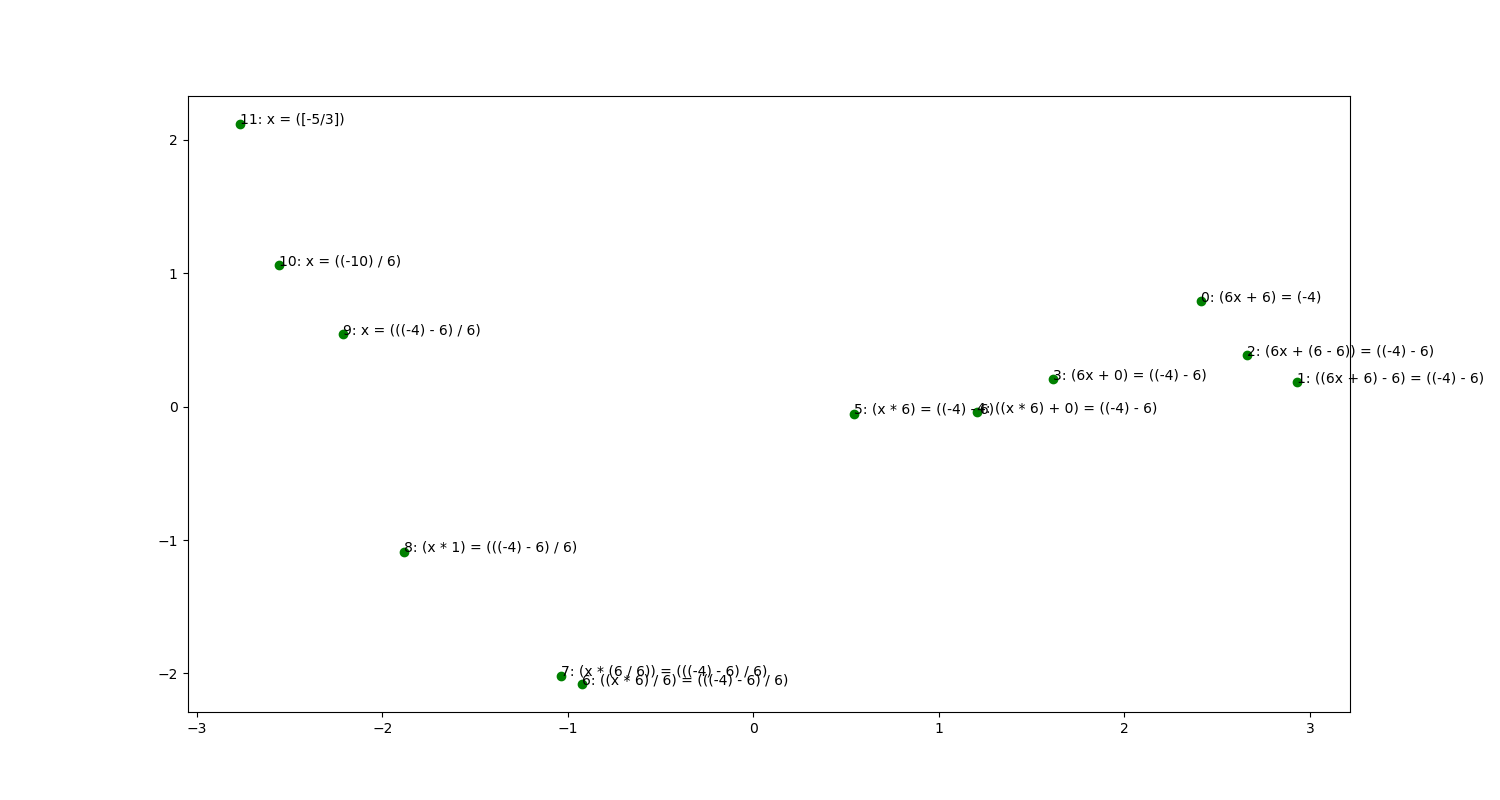 11: x = ([-5/3])
2
10: x = ((-10) / 6)
1
0: (6x + 6) = (-4)
9: x = (((-4) - 6) / 6)
2: (6x + (6 - 6)) = ((-4) - 6)
3: (6x + 0) = ((-4) - 6)
1: ((6x + 6) - 6) = ((-4) - 6)
0
5: (x * 6) = ((-4) - 6)
4: ((x * 6) + 0) = ((-4) - 6)
−1
8: (x * 1) = (((-4) - 6) / 6)
−2
7: (x * (6 / 6)) = (((-4) - 6) / 6)
6: ((x * 6) / 6) = (((-4) - 6) / 6)
−3 −2 −1 0 1 2 3